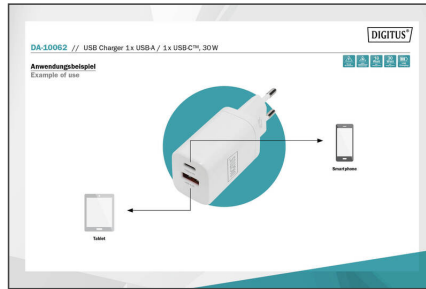 DIGITUS®
DA-10062 // USB Charger 1x USB-A / 1x USB-C™, 30 W
Anwendungsbeispiel
Example of use
Smartphone
Tablet